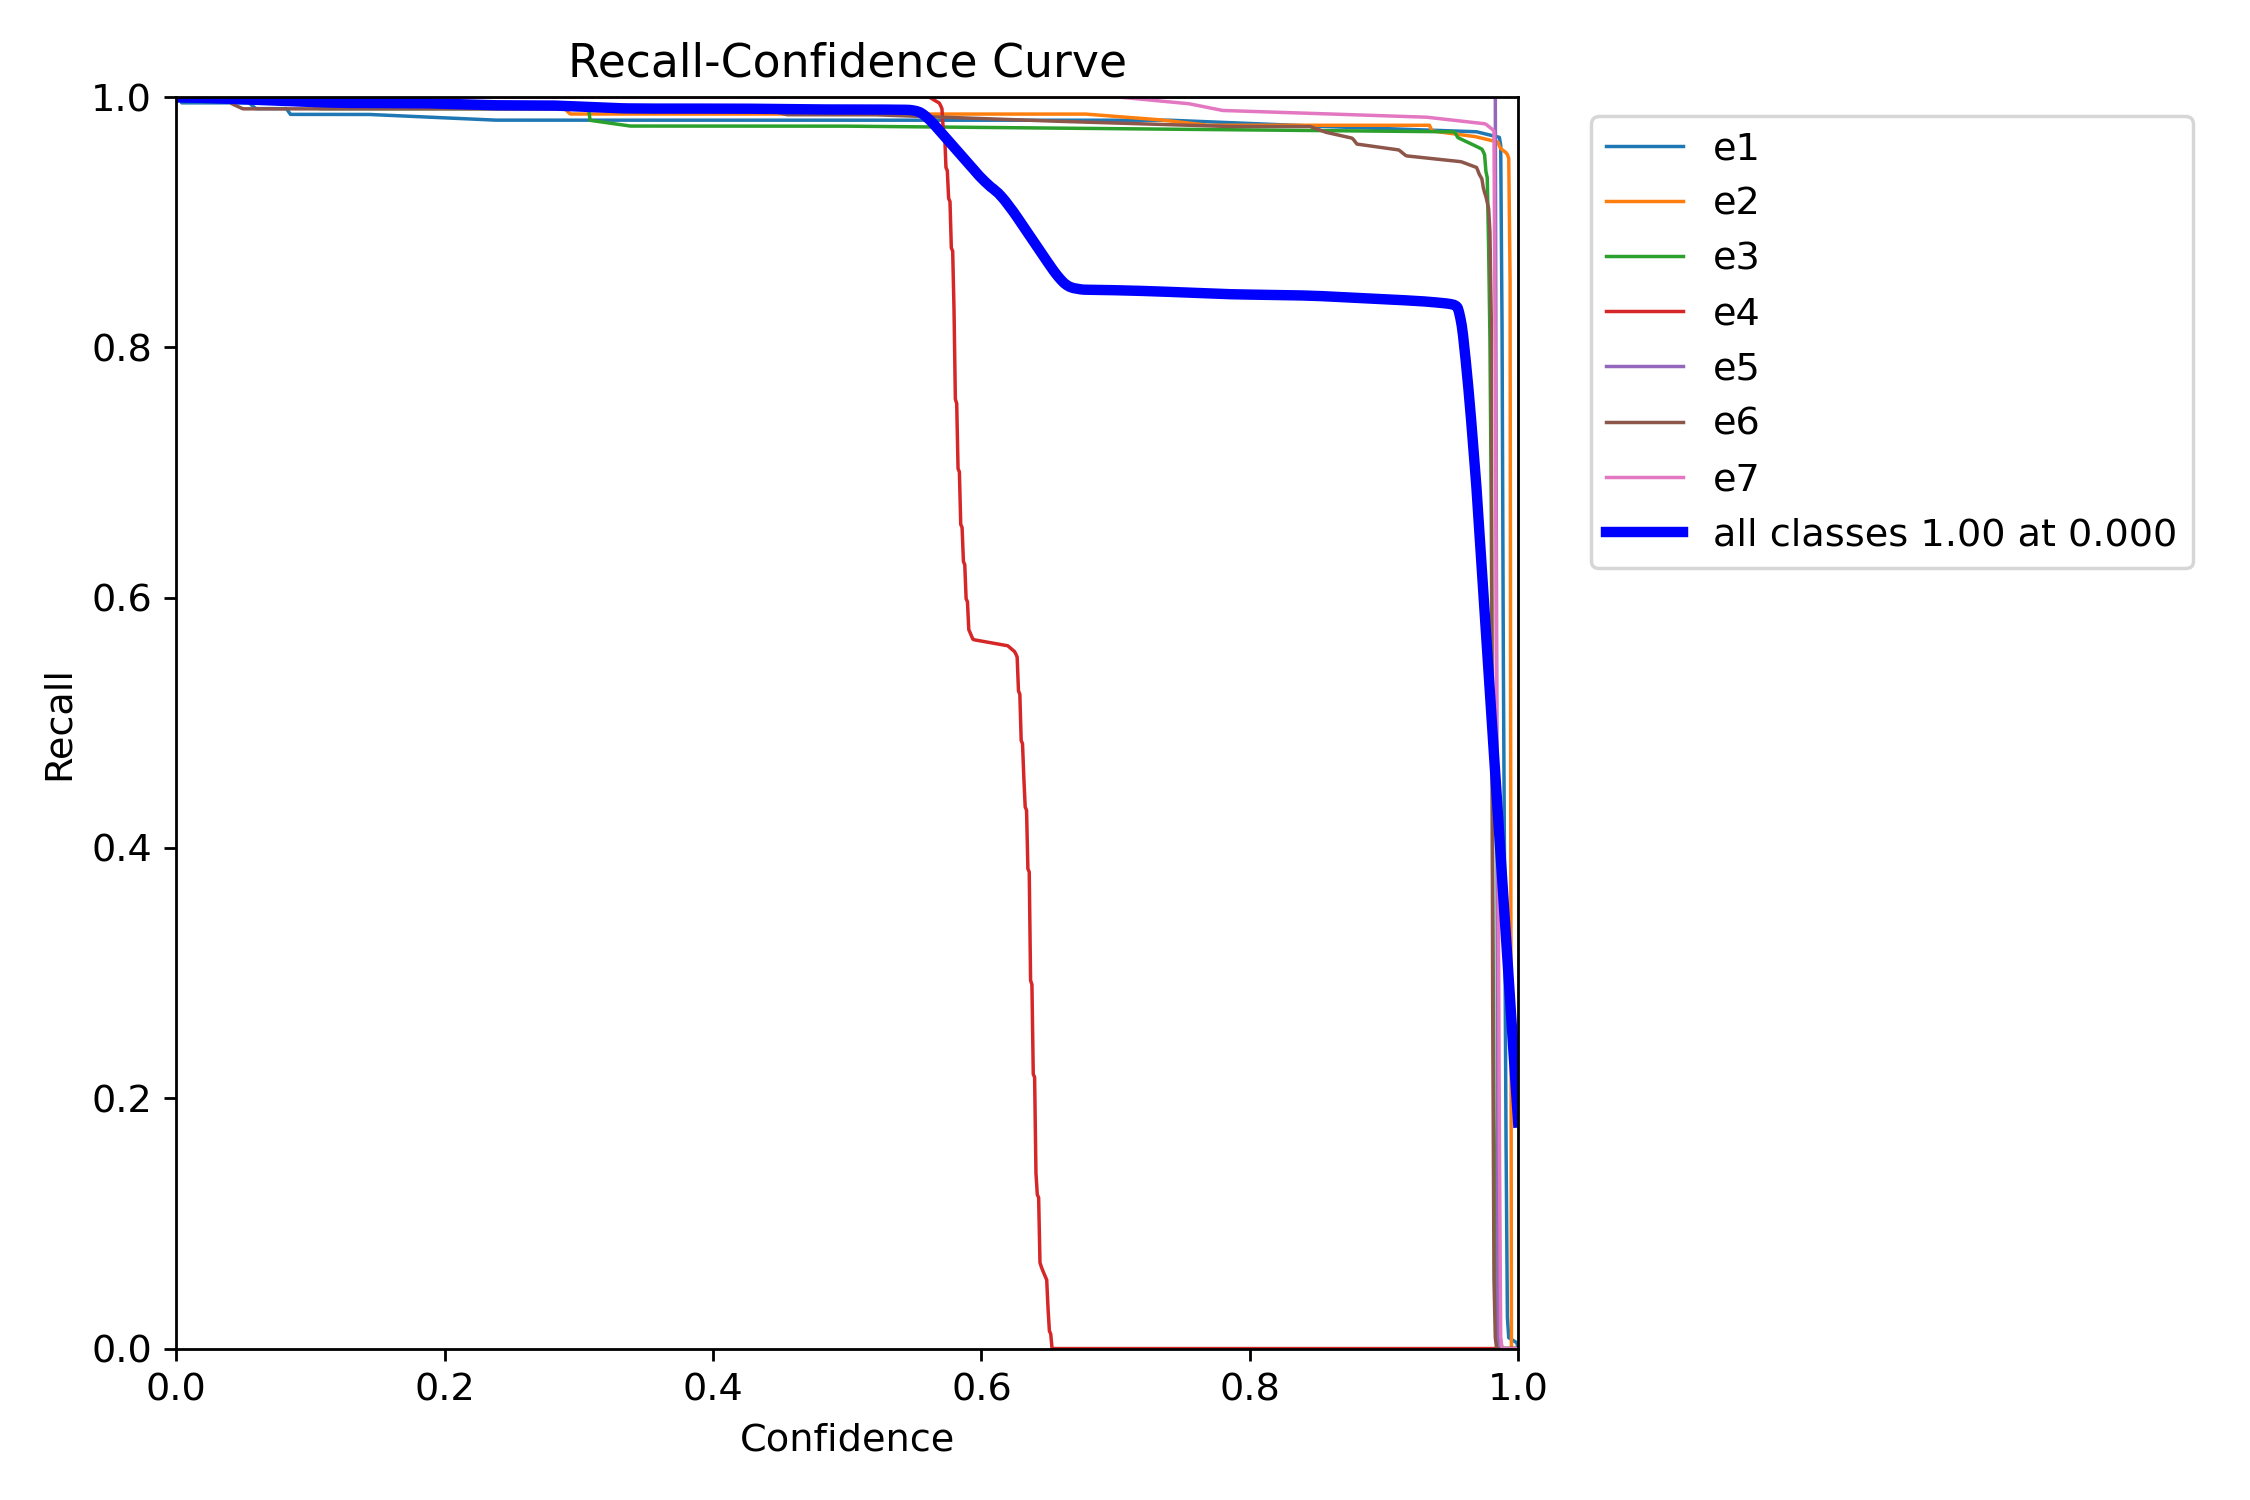 Recall-Confidence Curve
1.0
0.8
0.6
0.4
0.2
0.0
Recall
0.0 0.2 0.4 0.6 0.8 1.0
Confidence
e1
e2
e3
e4
e5
e6
e7
all classes 1.00 at 0.000